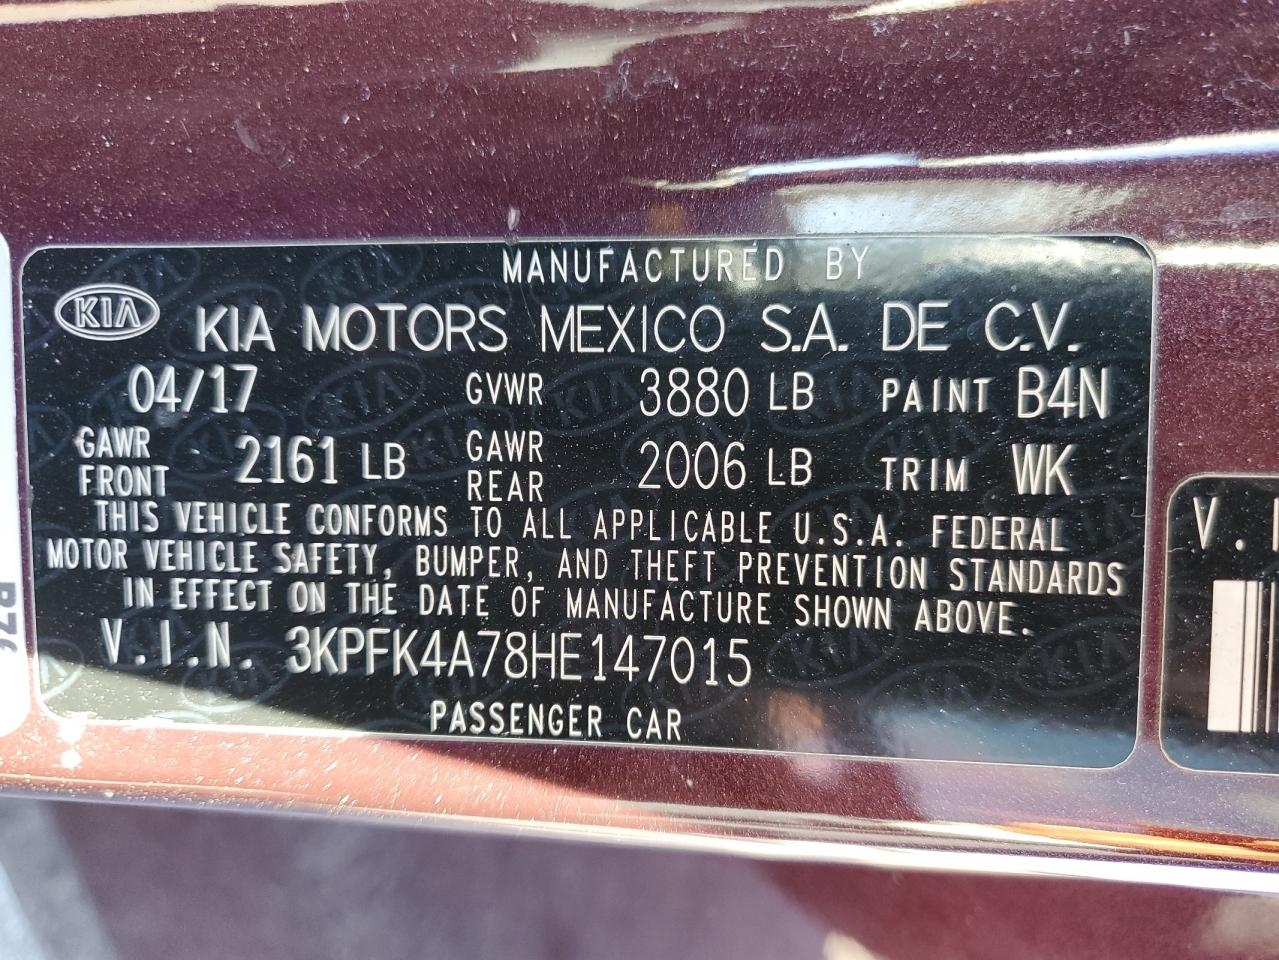 MANUFACTURED BY
KIA KIA MOTORS MEXICO S.A. DE C.V.
04/17 GVWR 3880 LB PAINT B4N
GAWR FRONT 2161 LB GAWR REAR 2006 LB TRIM WK
THIS VEHICLE CONFORMS TO ALL APPLICABLE U.S.A. FEDERAL
MOTOR VEHICLE SAFETY, BUMPER, AND THEFT PREVENTION STANDARDS
IN EFFECT ON THE DATE OF MANUFACTURE SHOWN ABOVE.
V.I.N. 3KPFK4A78HE147015
PASSENGER CAR